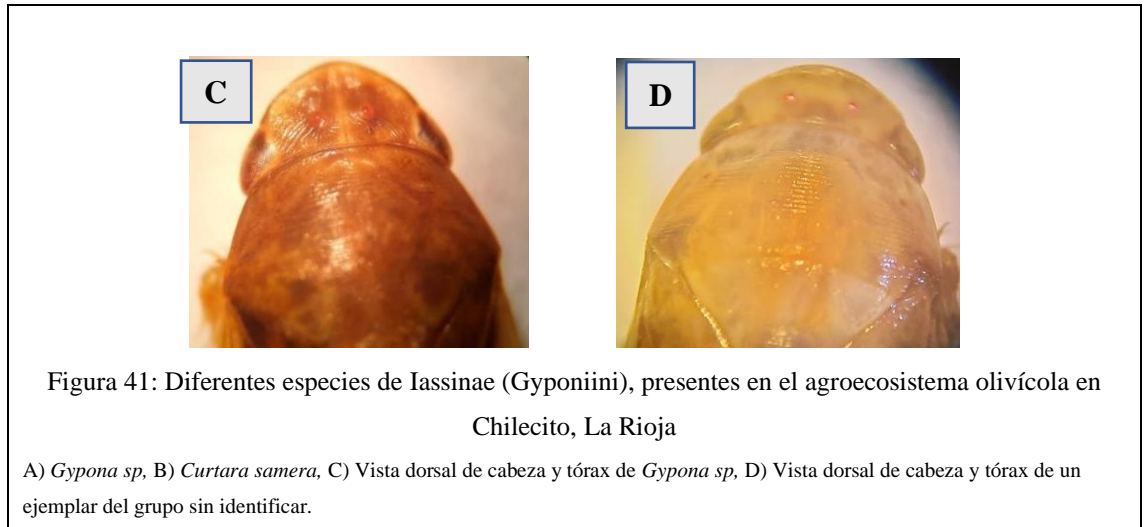 C
D
Figura 41: Diferentes especies de Iassinae (Gyponiini), presentes en el agroecosistema olivícola en
Chilecito, La Rioja
A) Gypona sp, B) Curtara samera, C) Vista dorsal de cabeza y tórax de Gypona sp, D) Vista dorsal de cabeza y tórax de un
ejemplar del grupo sin identificar.